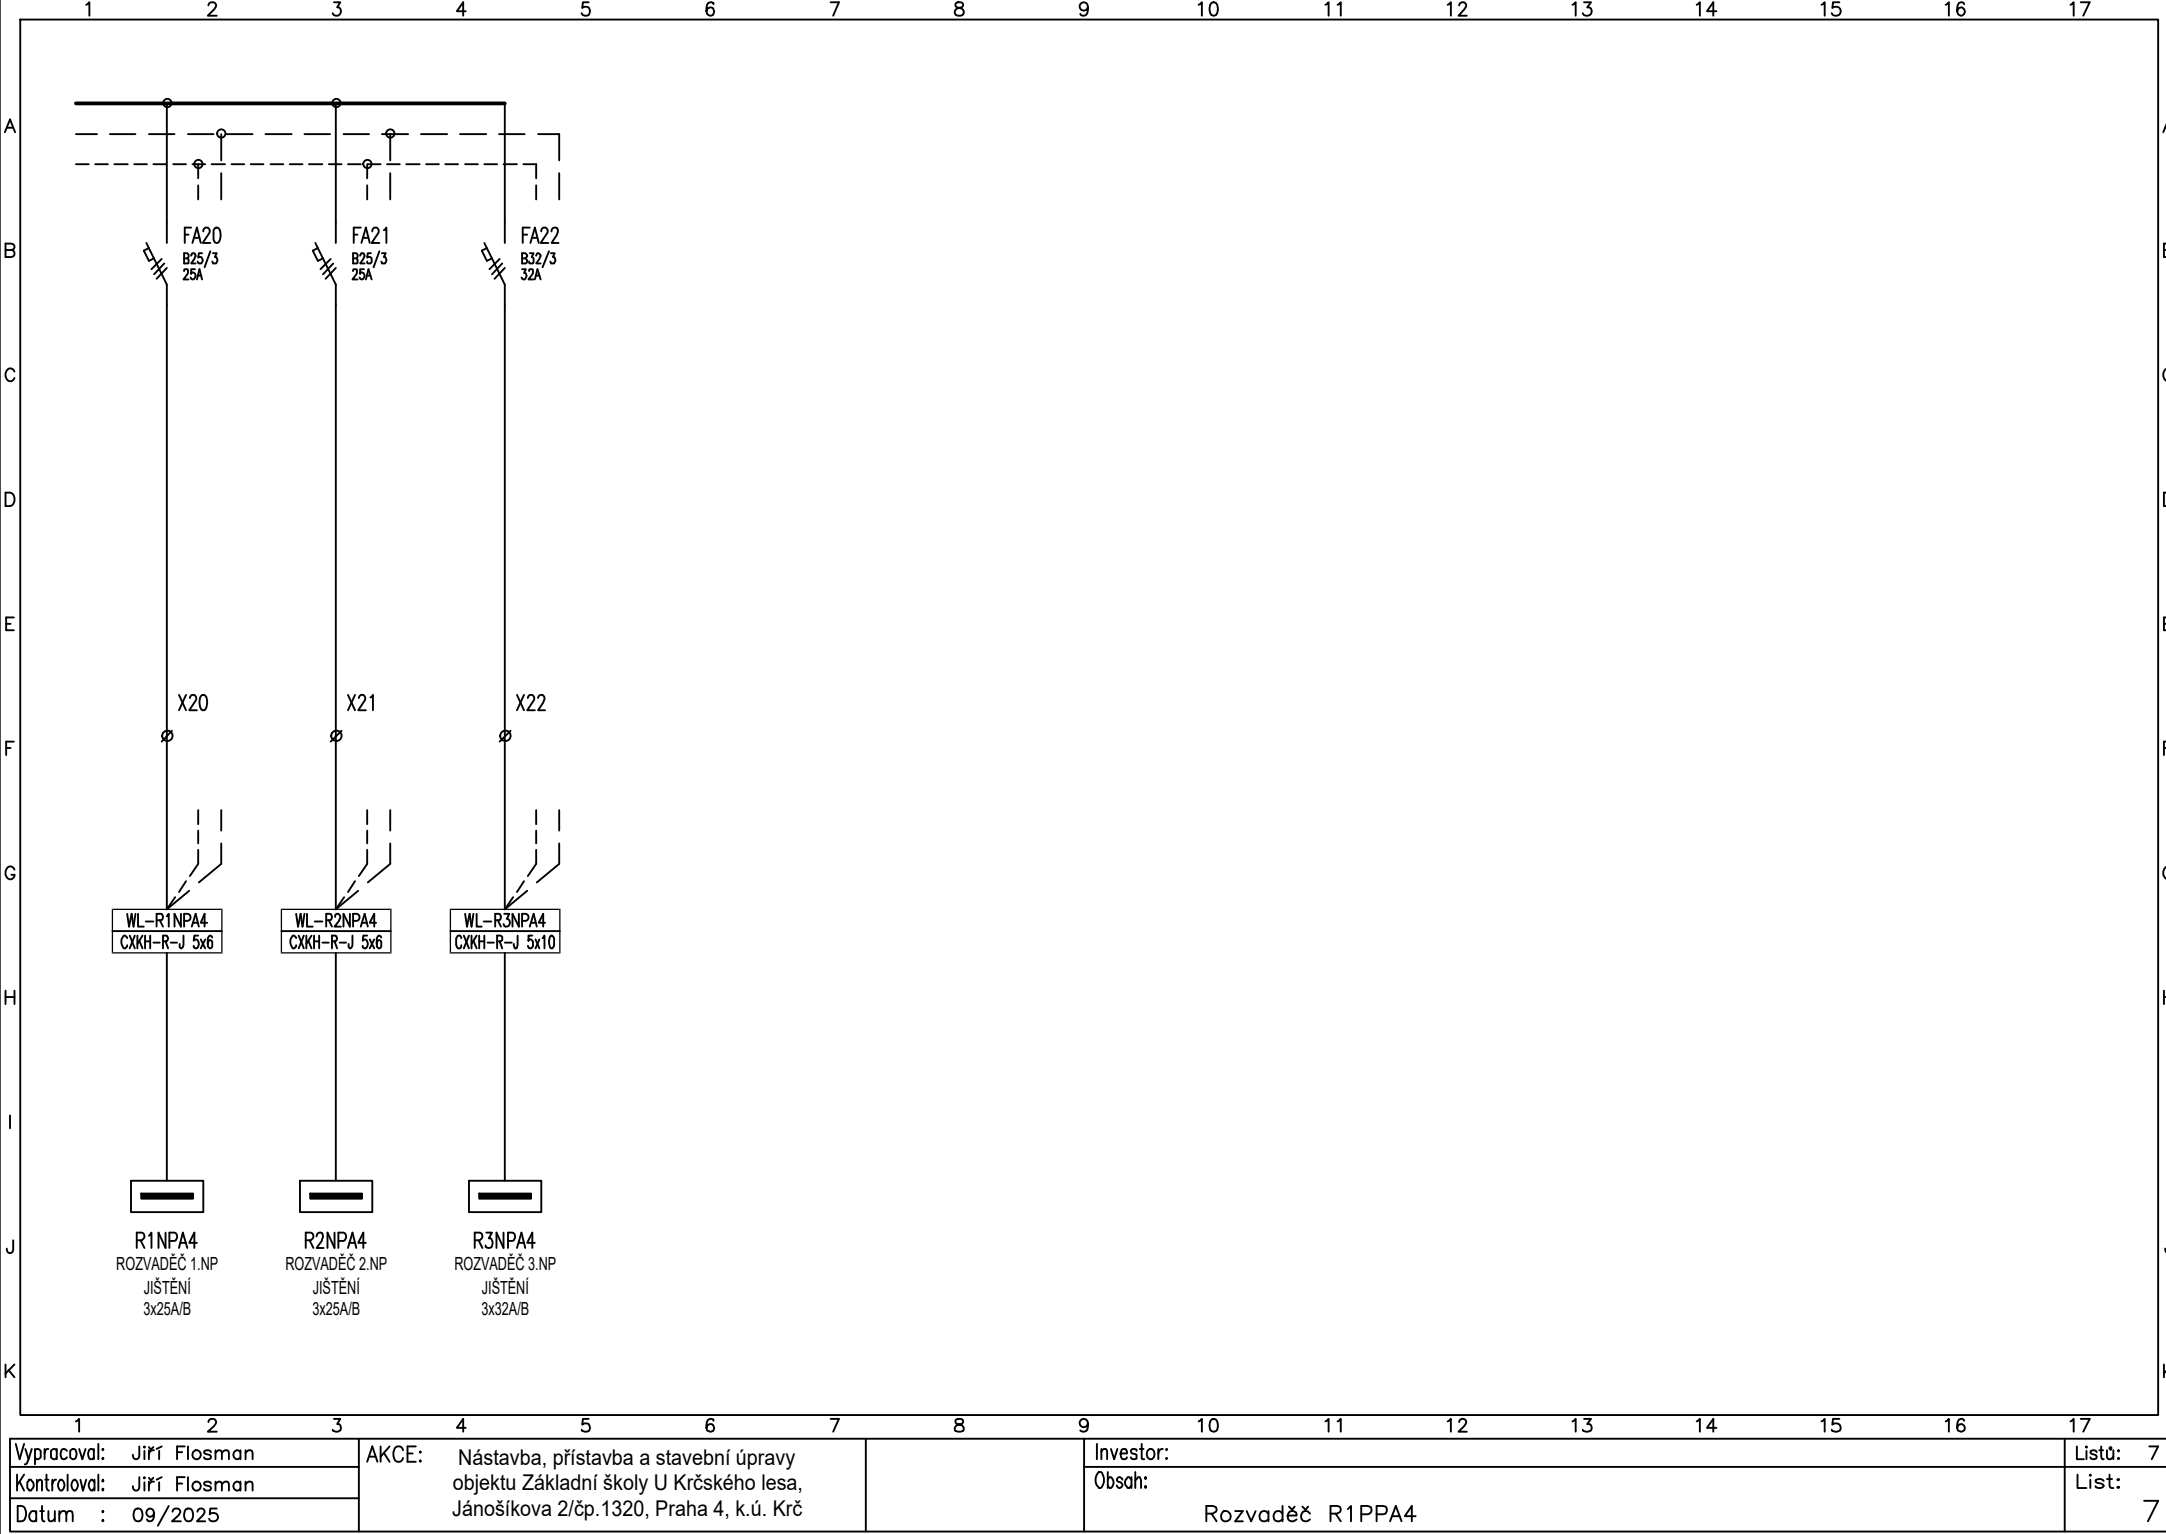 1 2 3 4 5 6 7 8 9 10 11 12 13 14 15 16 17
A
B
C
D
E
F
G
H
I
J
K
FA20 FA21 FA22
B25/3 B25/3 B32/3
25A 25A 32A
X20 X21 X22
WL-R1NPA4 WL-R2NPA4 WL-R3NPA4
CXKH-R-J 5x6 CXKH-R-J 5x6 CXKH-R-J 5x10
R1NPA4 R2NPA4 R3NPA4
ROZVADĚČ 1.NP ROZVADĚČ 2.NP ROZVADĚČ 3.NP
JIŠTĚNÍ JIŠTĚNÍ JIŠTĚNÍ
3x25A/B 3x25A/B 3x32A/B
1 2 3 4 5 6 7 8 9 10 11 12 13 14 15 16 17
Vypracoval: Jiří Flosman
Kontroloval: Jiří Flosman
Datum : 09/2025
AKCE: Nástavba, přístavba a stavební úpravy
objektu Základní školy U Krčského lesa,
Jánošíkova 2/čp.1320, Praha 4, k.ú. Krč
Investor:
Obsah:
Rozvaděč R1PPA4
Listů: 7
List:
7